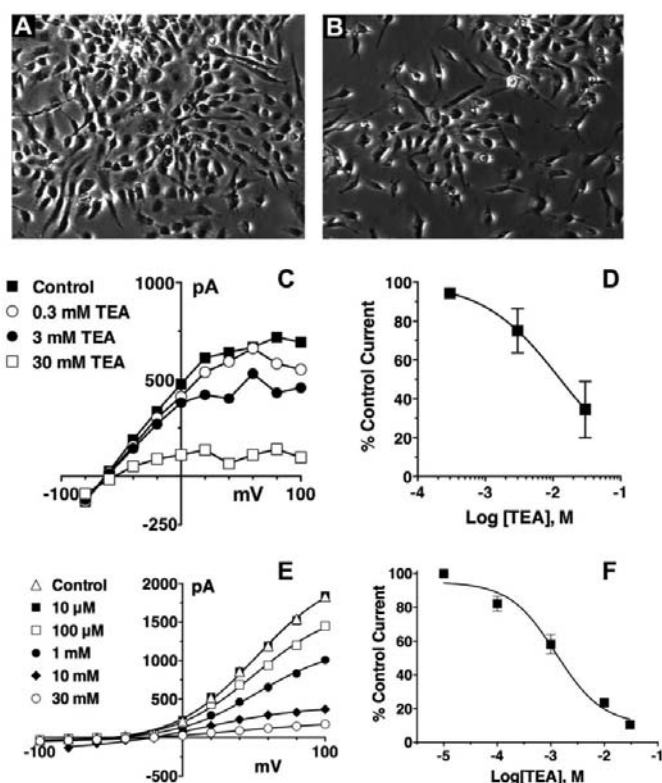 A
B
C
pA
1000
500
-250
-100
mV
100
Control
0.3 mM TEA
3 mM TEA
30 mM TEA
D
% Control Current
100
80
60
40
20
0
-4
-3
-2
-1
Log [TEA], M
E
pA
2000
1500
1000
500
-500
-100
mV
100
Control
10 µM
100 µM
1 mM
10 mM
30 mM
F
% Control Current
100
80
60
40
20
0
-5
-4
-3
-2
Log[TEA], M